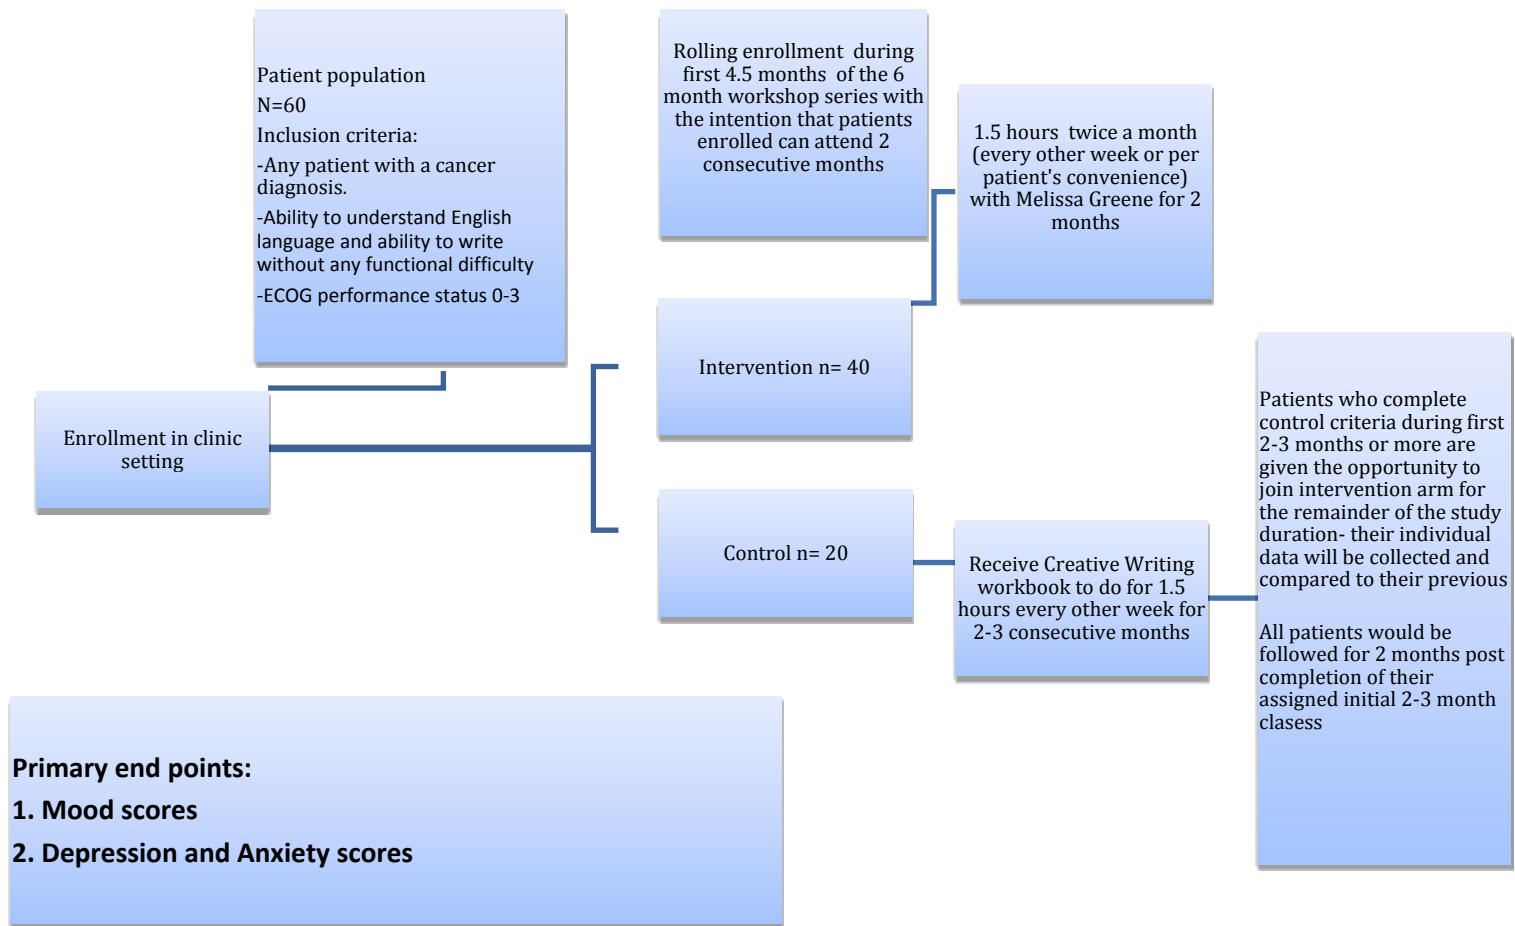 Patient population
N=60
Inclusion criteria:
-Any patient with a cancer
diagnosis.
-Ability to understand English
language and ability to write
without any functional difficulty
-ECOG performance status 0-3
Rolling enrollment during
first 4.5 months of the 6
month workshop series with
the intention that patients
enrolled can attend 2
consecutive months
1.5 hours twice a month
(every other week or per
patient's convenience)
with Melissa Greene for 2
months
Enrollment in clinic
setting
Intervention n= 40
Control n= 20
Receive Creative Writing
workbook to do for 1.5
hours every other week for
2-3 consecutive months
Patients who complete
control criteria during first
2-3 months or more are
given the opportunity to
join intervention arm for
the remainder of the study
duration- their individual
data will be collected and
compared to their previous
All patients would be
followed for 2 months post
completion of their
assigned initial 2-3 month
clasess
Primary end points:
1. Mood scores
2. Depression and Anxiety scores